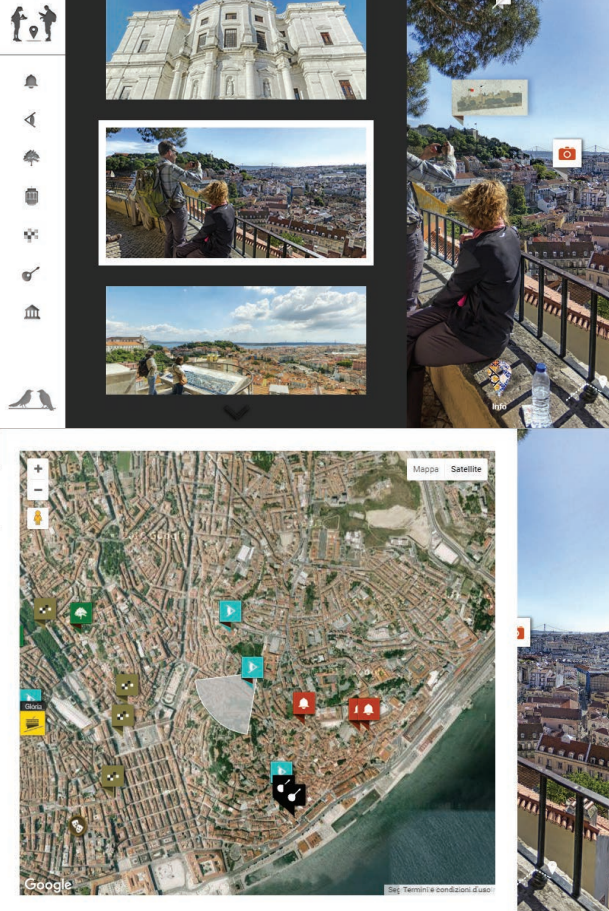 Info
Mappa Satellite
+
−
Glória
Google
Termini e condizioni d'uso